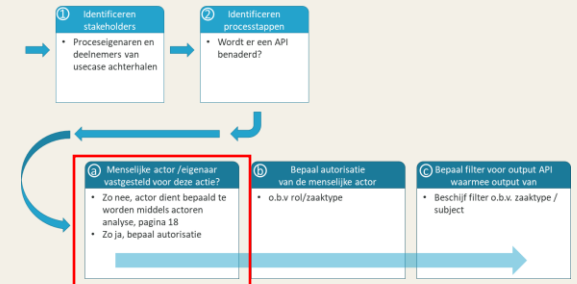 1 Identificeren
stakeholders
• Proceseigenaren en
deelnemers van
usecase achterhalen
2 Identificeren
processtappen
• Wordt er een API
benaderd?
a Menselijke actor /eigenaar
vastgesteld voor deze actie?
• Zo nee, actor dient bepaald te
worden middels actoren
analyse, pagina 18
• Zo ja, bepaal autorisatie
b Bepaal autorisatie
van de menselijke actor
• o.b.v rol/zaaktype
c Bepaal filter voor output API
waarmee output van
• Beschijf filter o.b.v. zaaktype /
subject